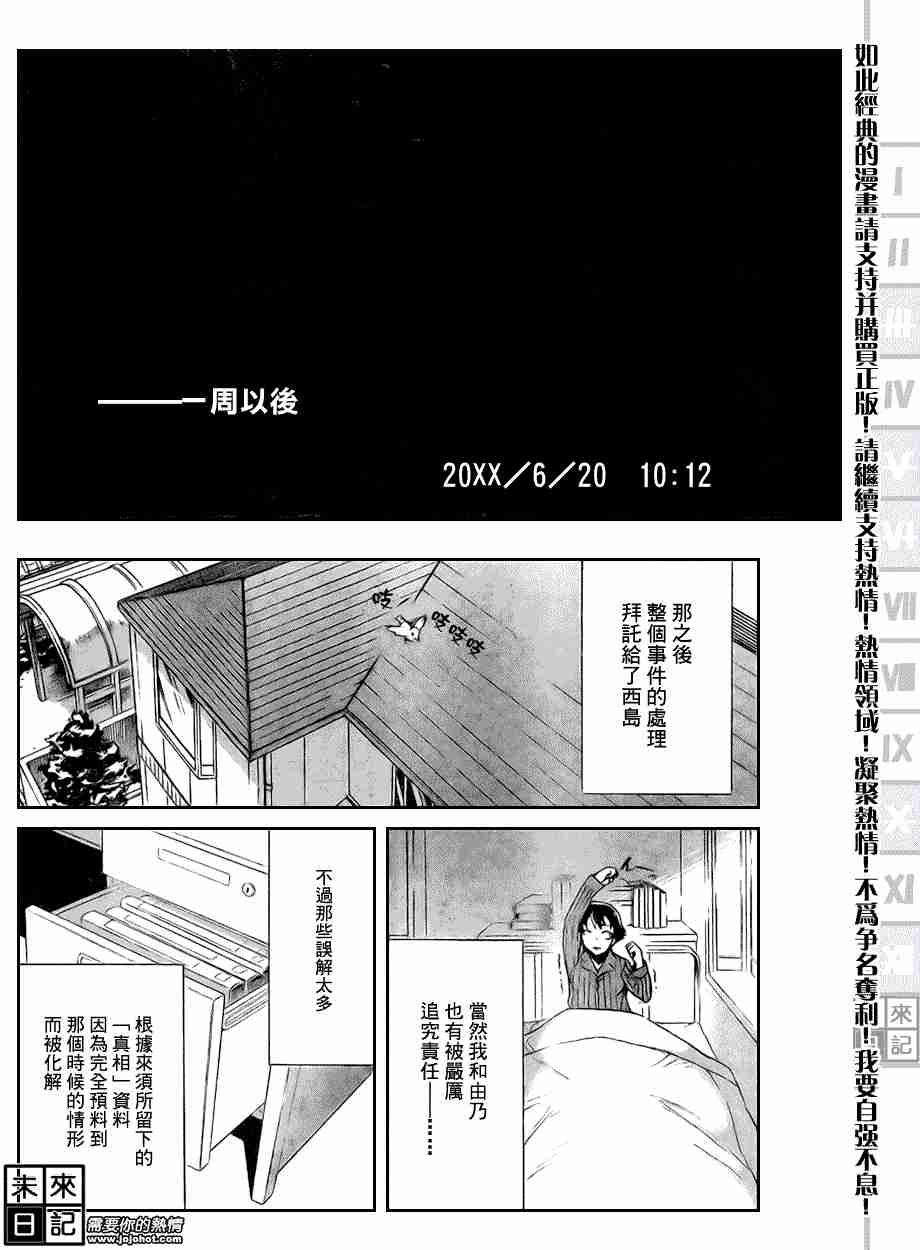 ———一周以後
20XX/6/20 10:12
那之後
整個事件的處理
拜託給了西島
吱
吱吱吱
當然我和由乃
也有被嚴厲
追究責任——……
不過那些誤解太多
根據來須所留下的
「真相」資料
因為完全預料到
那個時候的情形
而被化解
如此經典的漫畫請支持并購買正版！請繼續支持熱情！熱情領域！凝聚熱情！不爲争名奪利！我要自强不息！
I
II
III
IV
V
VI
VII
VIII
IX
X
XI
來
記
未來
日記
需要你的熱情
www.jojohot.com